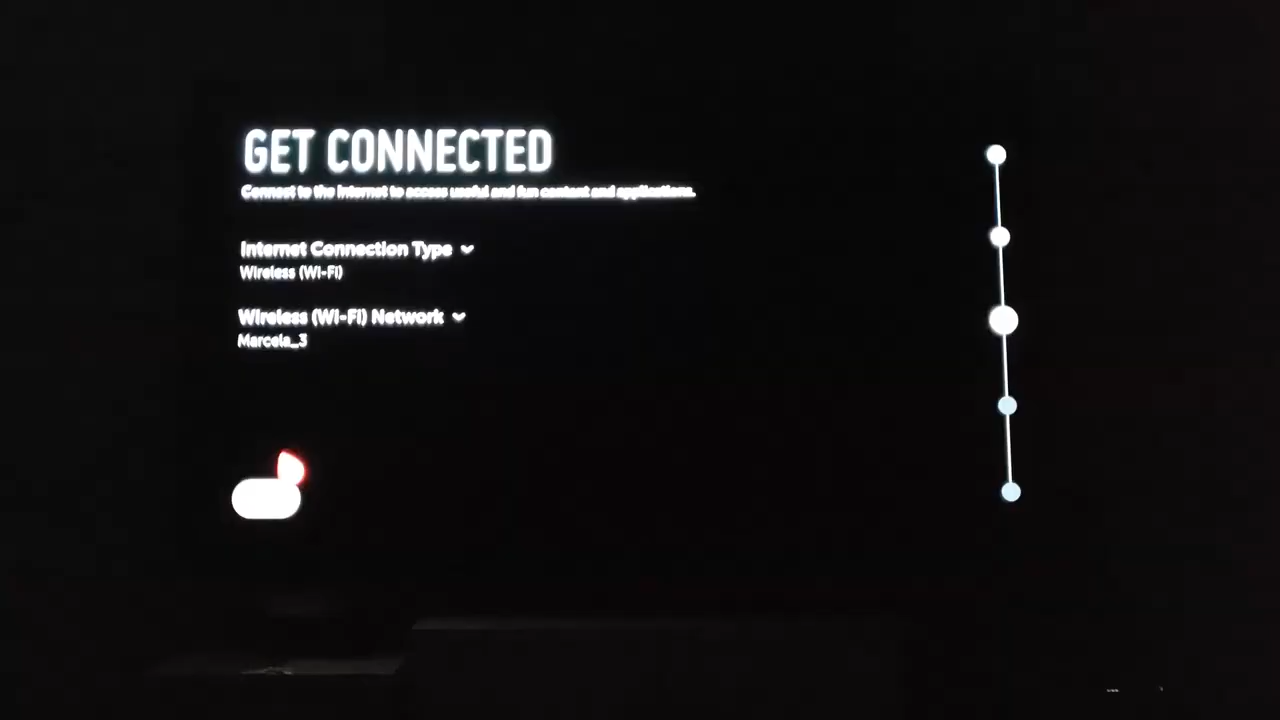 GET CONNECTED
Connect to the Internet to access useful and fun content and applications.
Internet Connection Type
Wireless (Wi-Fi)
Wireless (Wi-Fi) Network
Marcela_3